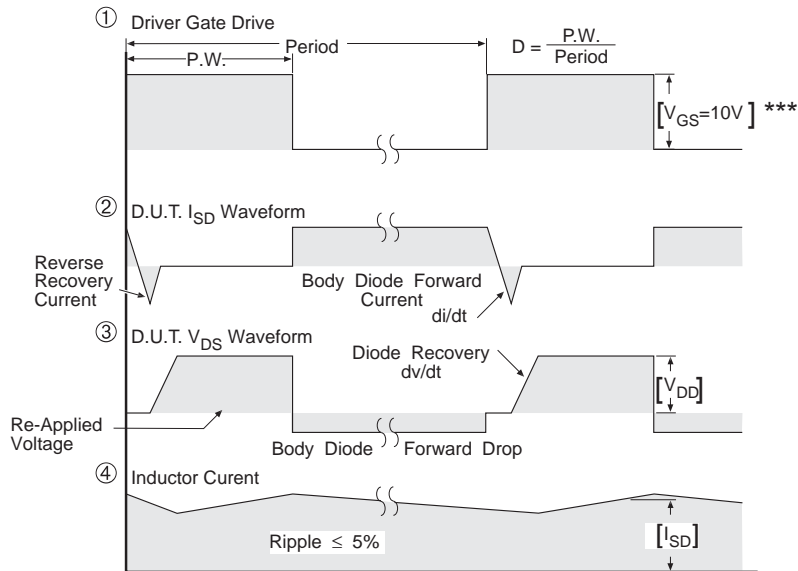 ① Driver Gate Drive
Period
P.W.
D = P.W.
Period
[VGS=10V] ***
② D.U.T. ISD Waveform
Reverse
Recovery
Current
Body Diode Forward
Current
di/dt
③ D.U.T. VDS Waveform
Diode Recovery
dv/dt
[VDD]
Re-Applied
Voltage
Body Diode Forward Drop
④ Inductor Curent
Ripple ≤ 5%
[ISD]